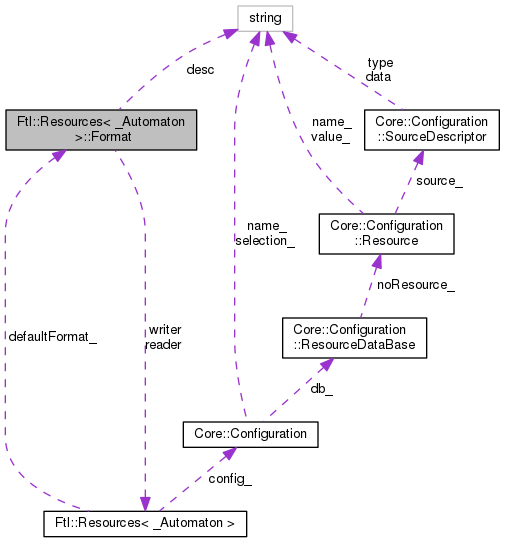 string
type
data
desc
Ftl::Resources< _Automaton
>::Format
name_
value_
Core::Configuration
::SourceDescriptor
source_
Core::Configuration
::Resource
name_
selection_
noResource_
defaultFormat_
writer
reader
Core::Configuration
::ResourceDataBase
db_
Core::Configuration
config_
Ftl::Resources< _Automaton >